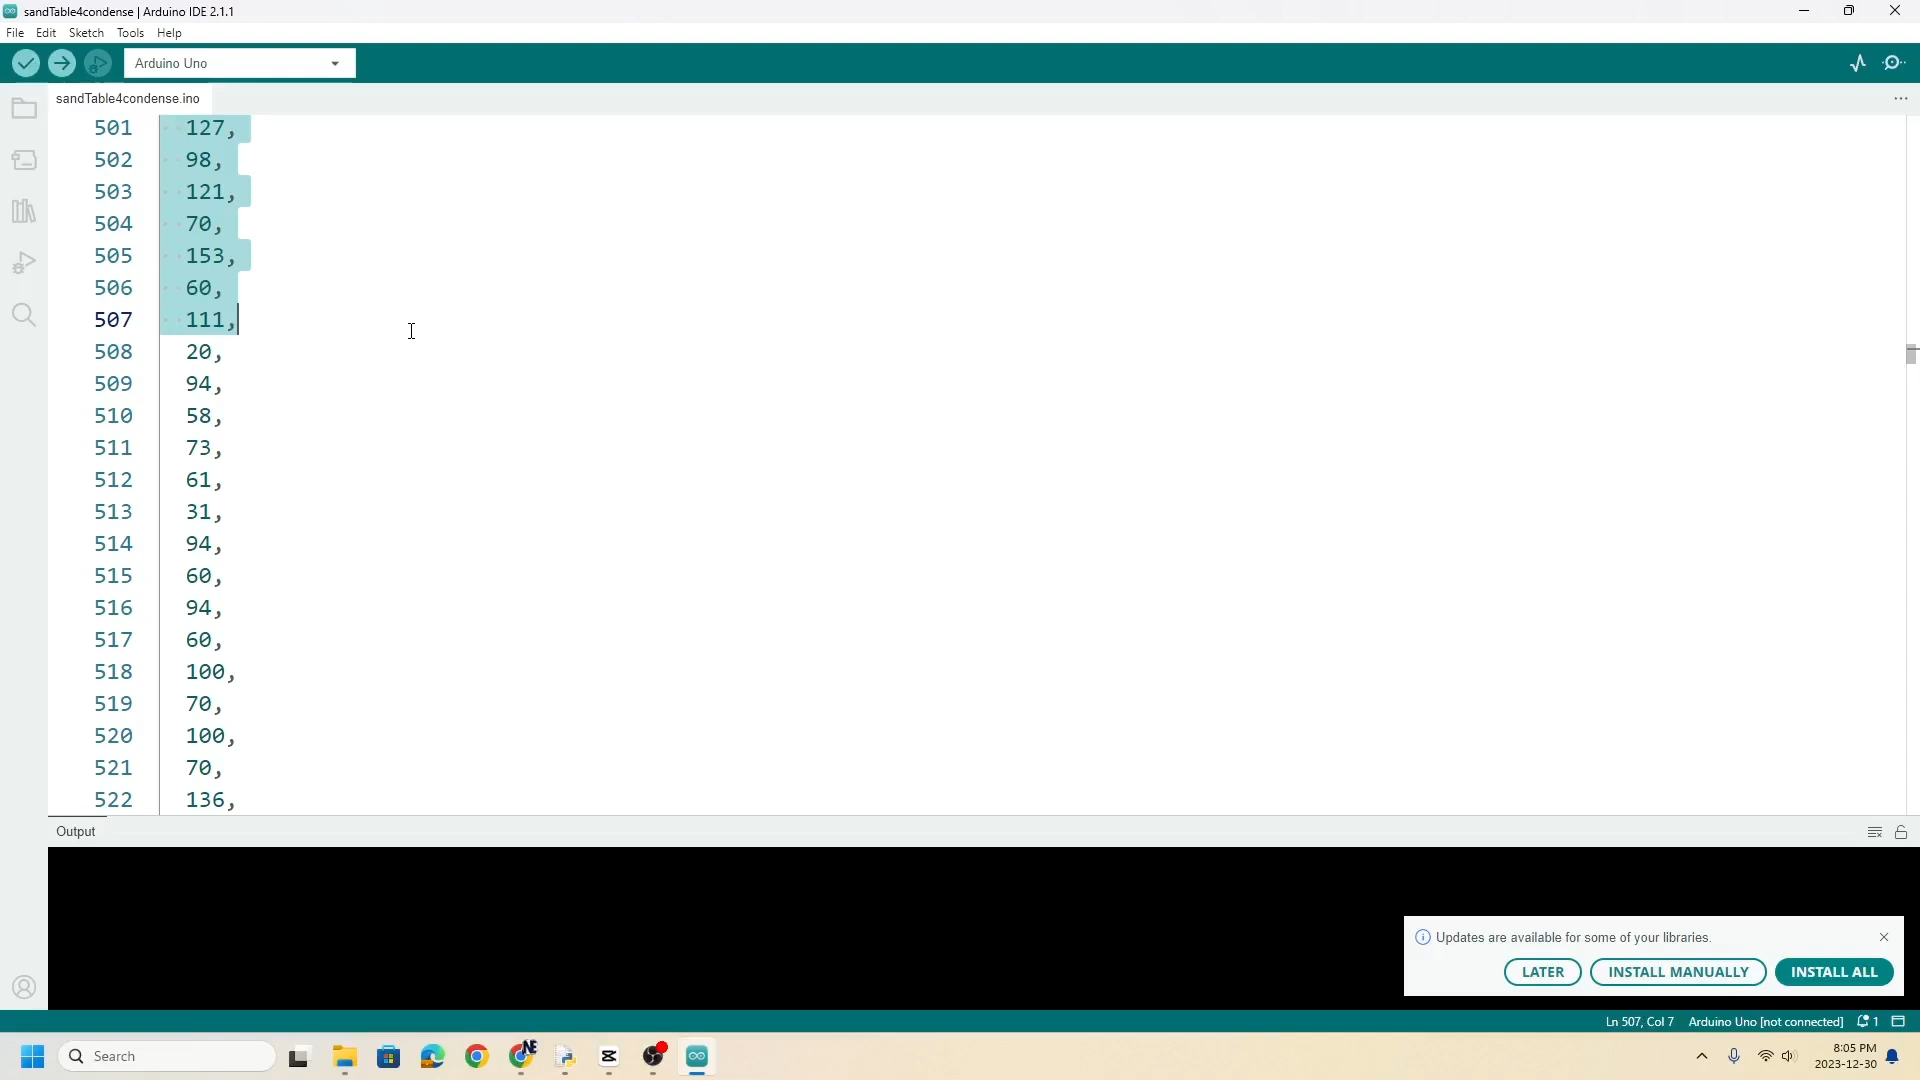 sandTable4condense | Arduino IDE 2.1.1
File Edit Sketch Tools Help
Arduino Uno
sandTable4condense.ino
501 127,
502 98,
503 121,
504 70,
505 153,
506 60,
507 111,
508 20,
509 94,
510 58,
511 73,
512 61,
513 31,
514 94,
515 60,
516 94,
517 60,
518 100,
519 70,
520 100,
521 70,
522 136,
Output
Updates are available for some of your libraries.
LATER INSTALL MANUALLY INSTALL ALL
Ln 507, Col 7 Arduino Uno [not connected] 1
Search NE 8:05 PM
2023-12-30